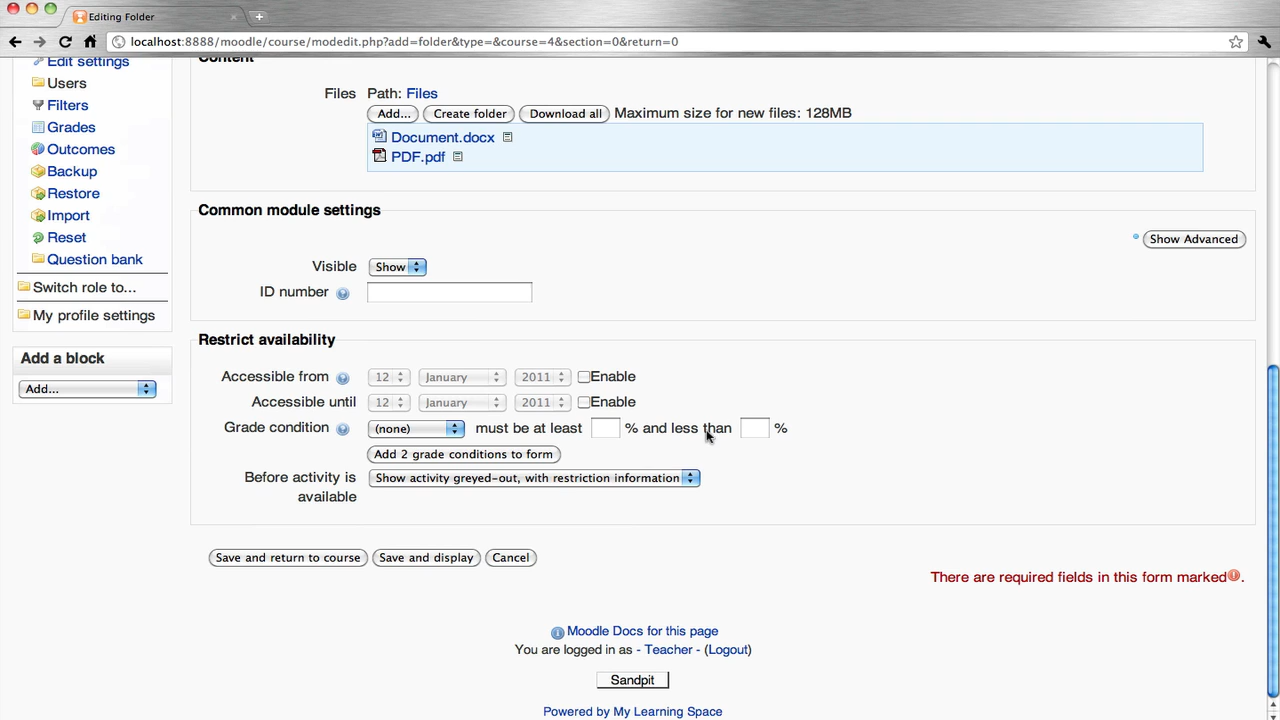 Editing Folder
localhost:8888/moodle/course/modedit.php?add=folder&type=&course=4&section=0&return=0
Edit settings
Users
Filters
Grades
Outcomes
Backup
Restore
Import
Reset
Question bank
Switch role to...
My profile settings
Add a block
Add...
Content
Files Path: Files
Add... Create folder Download all Maximum size for new files: 128MB
Document.docx
PDF.pdf
Common module settings
Show Advanced
Visible Show
ID number
Restrict availability
Accessible from 12 January 2011 Enable
Accessible until 12 January 2011 Enable
Grade condition (none) must be at least % and less than %
Add 2 grade conditions to form
Before activity is available Show activity greyed-out, with restriction information
Save and return to course Save and display Cancel
There are required fields in this form marked .
Moodle Docs for this page
You are logged in as - Teacher - (Logout)
Sandpit
Powered by My Learning Space